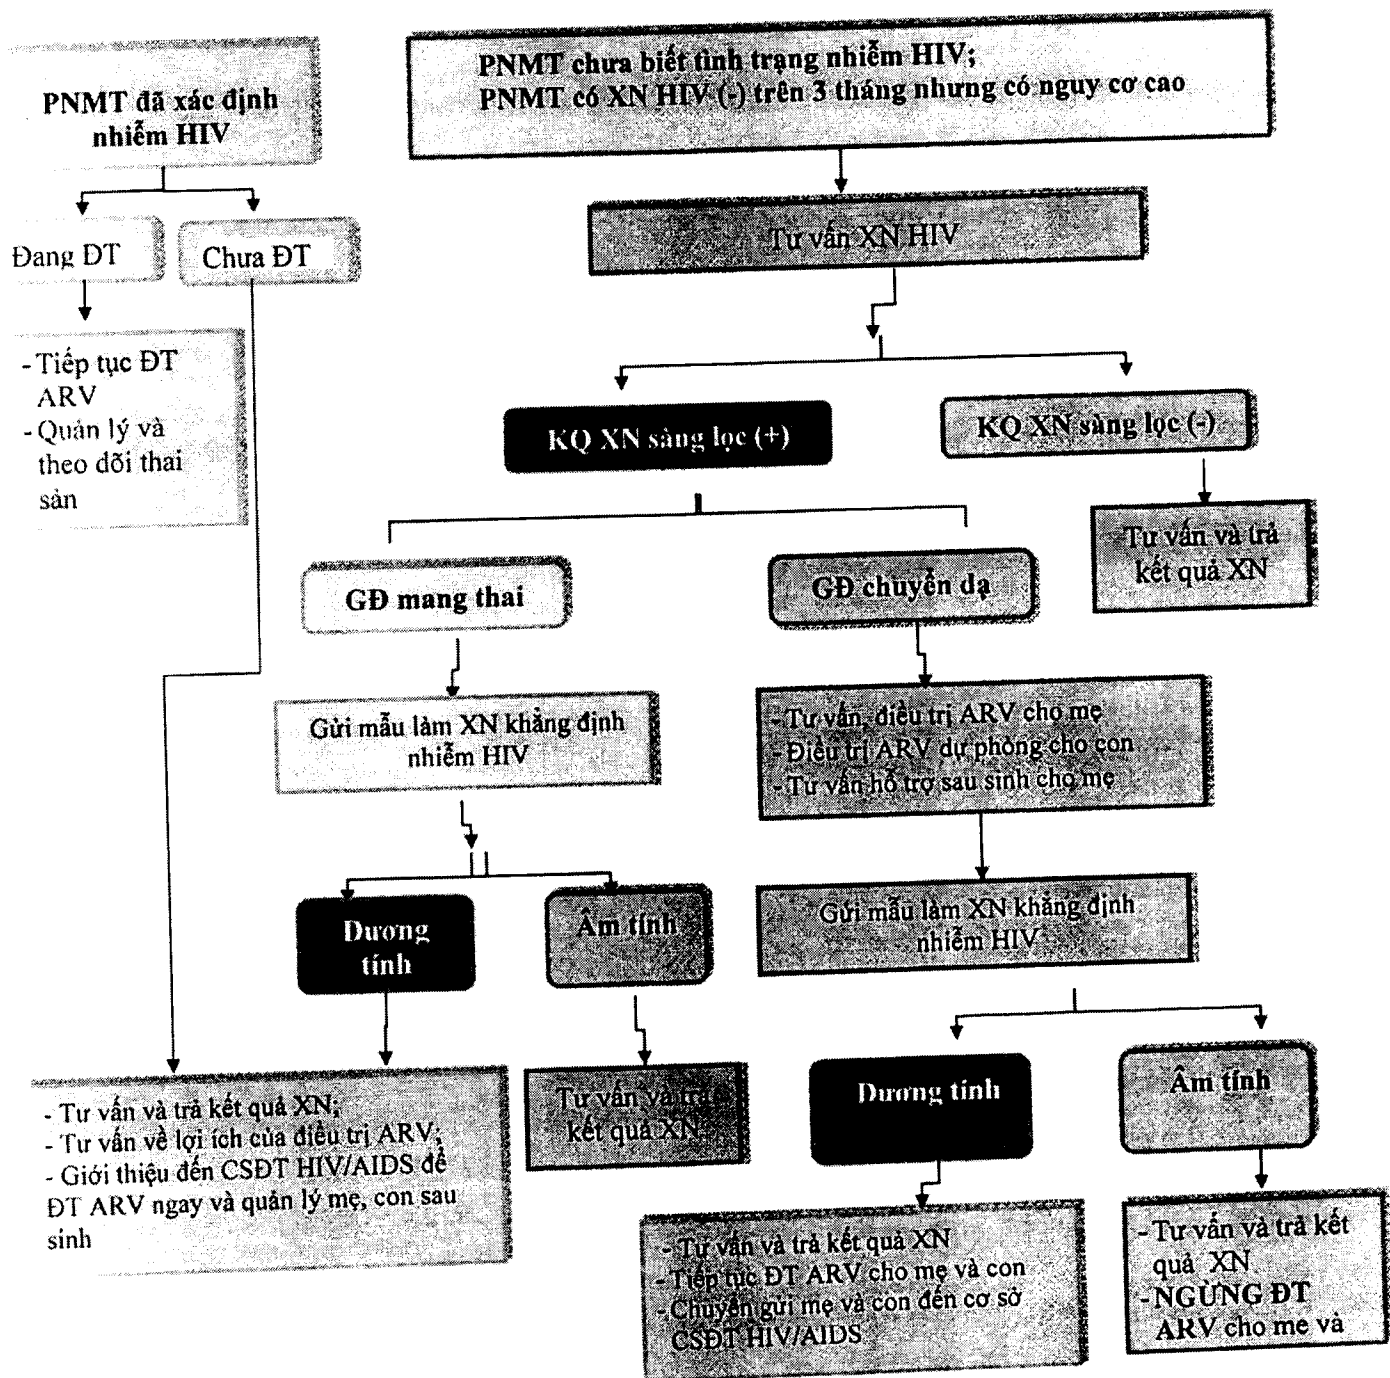 PNMT đã xác định
nhiễm HIV
PNMT chưa biết tình trạng nhiễm HIV;
PNMT có XN HIV (-) trên 3 tháng nhưng có nguy cơ cao
Đang ĐT
Chưa ĐT
Tư vấn XN HIV
- Tiếp tục ĐT
ARV
- Quản lý và
theo dõi thai
sản
KQ XN sàng lọc (+)
KQ XN sàng lọc (-)
Tư vấn và trả
kết quả XN
GĐ mang thai
GĐ chuyển dạ
Gửi mẫu làm XN khẳng định
nhiễm HIV
- Tư vấn, điều trị ARV cho mẹ
- Điều trị ARV dự phòng cho con
- Tư vấn hỗ trợ sau sinh cho mẹ
Dương
tính
Âm tính
Gửi mẫu làm XN khẳng định
nhiễm HIV
- Tư vấn và trả kết quả XN;
- Tư vấn về lợi ích của điều trị ARV;
- Giới thiệu đến CSĐT HIV/AIDS để
ĐT ARV ngay và quản lý mẹ, con sau
sinh
Tư vấn và trả
kết quả XN
Dương tính
Âm tính
- Tư vấn và trả kết quả XN
- Tiếp tục ĐT ARV cho mẹ và con
- Chuyển gửi mẹ và con đến cơ sở
CSĐT HIV/AIDS
- Tư vấn và trả kết
quả XN
- NGỪNG ĐT
ARV cho mẹ và